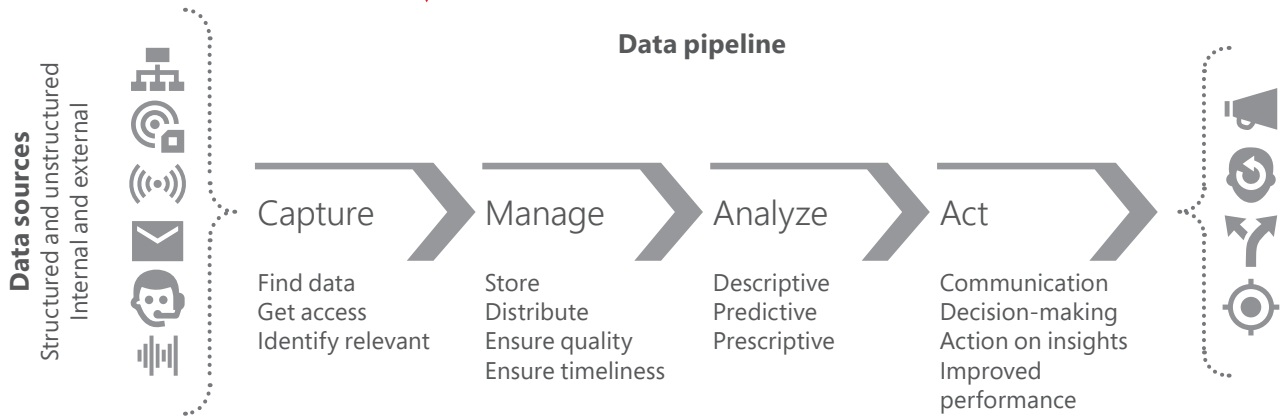 Data pipeline
Data sources
Structured and unstructured
Internal and external
Capture
Find data
Get access
Identify relevant
Manage
Store
Distribute
Ensure quality
Ensure timeliness
Analyze
Descriptive
Predictive
Prescriptive
Act
Communication
Decision-making
Action on insights
Improved
performance